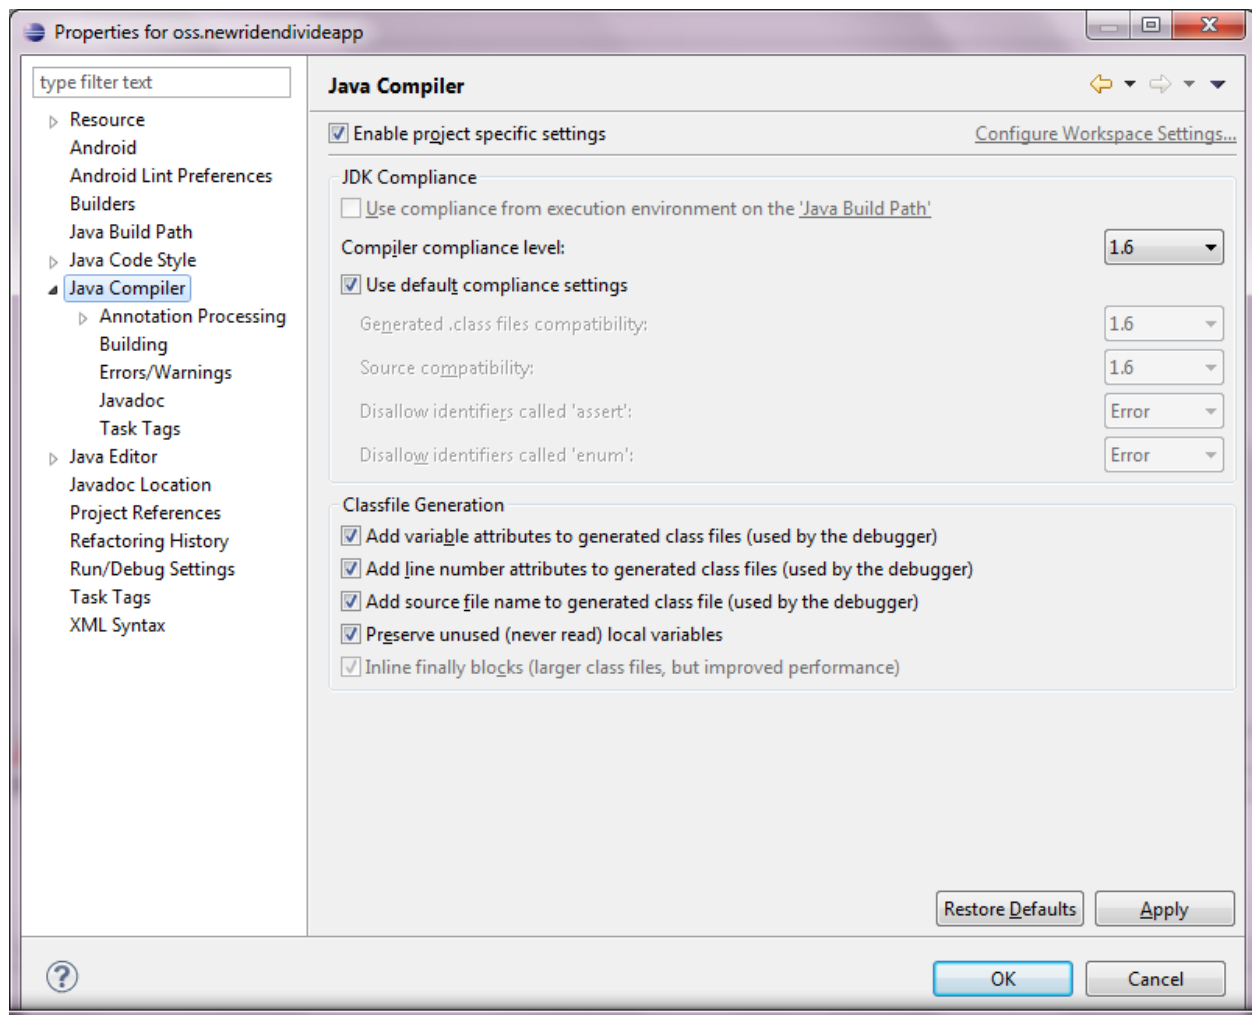 Properties for oss.newridendivideapp
type filter text
Resource
Android
Android Lint Preferences
Builders
Java Build Path
Java Code Style
Java Compiler
Annotation Processing
Building
Errors/Warnings
Javadoc
Task Tags
Java Editor
Javadoc Location
Project References
Refactoring History
Run/Debug Settings
Task Tags
XML Syntax
Java Compiler
Enable project specific settings
Configure Workspace Settings...
JDK Compliance
Use compliance from execution environment on the 'Java Build Path'
Compiler compliance level: 1.6
Use default compliance settings
Generated .class files compatibility: 1.6
Source compatibility: 1.6
Disallow identifiers called 'assert': Error
Disallow identifiers called 'enum': Error
Classfile Generation
Add variable attributes to generated class files (used by the debugger)
Add line number attributes to generated class files (used by the debugger)
Add source file name to generated class file (used by the debugger)
Preserve unused (never read) local variables
Inline finally blocks (larger class files, but improved performance)
Restore Defaults Apply
? OK Cancel